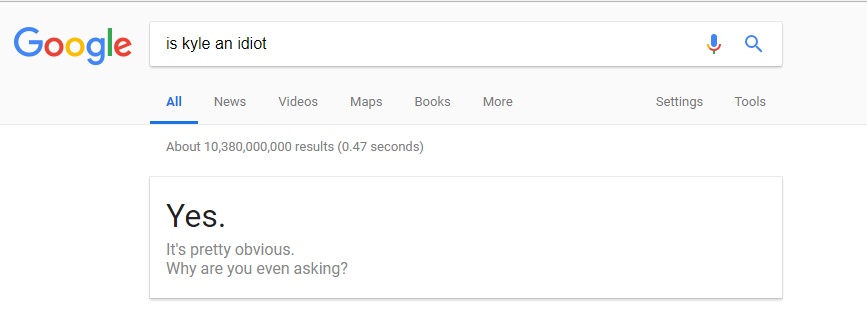 Google
is kyle an idiot
All News Videos Maps Books More Settings Tools
About 10,380,000,000 results (0.47 seconds)
Yes.
It's pretty obvious.
Why are you even asking?